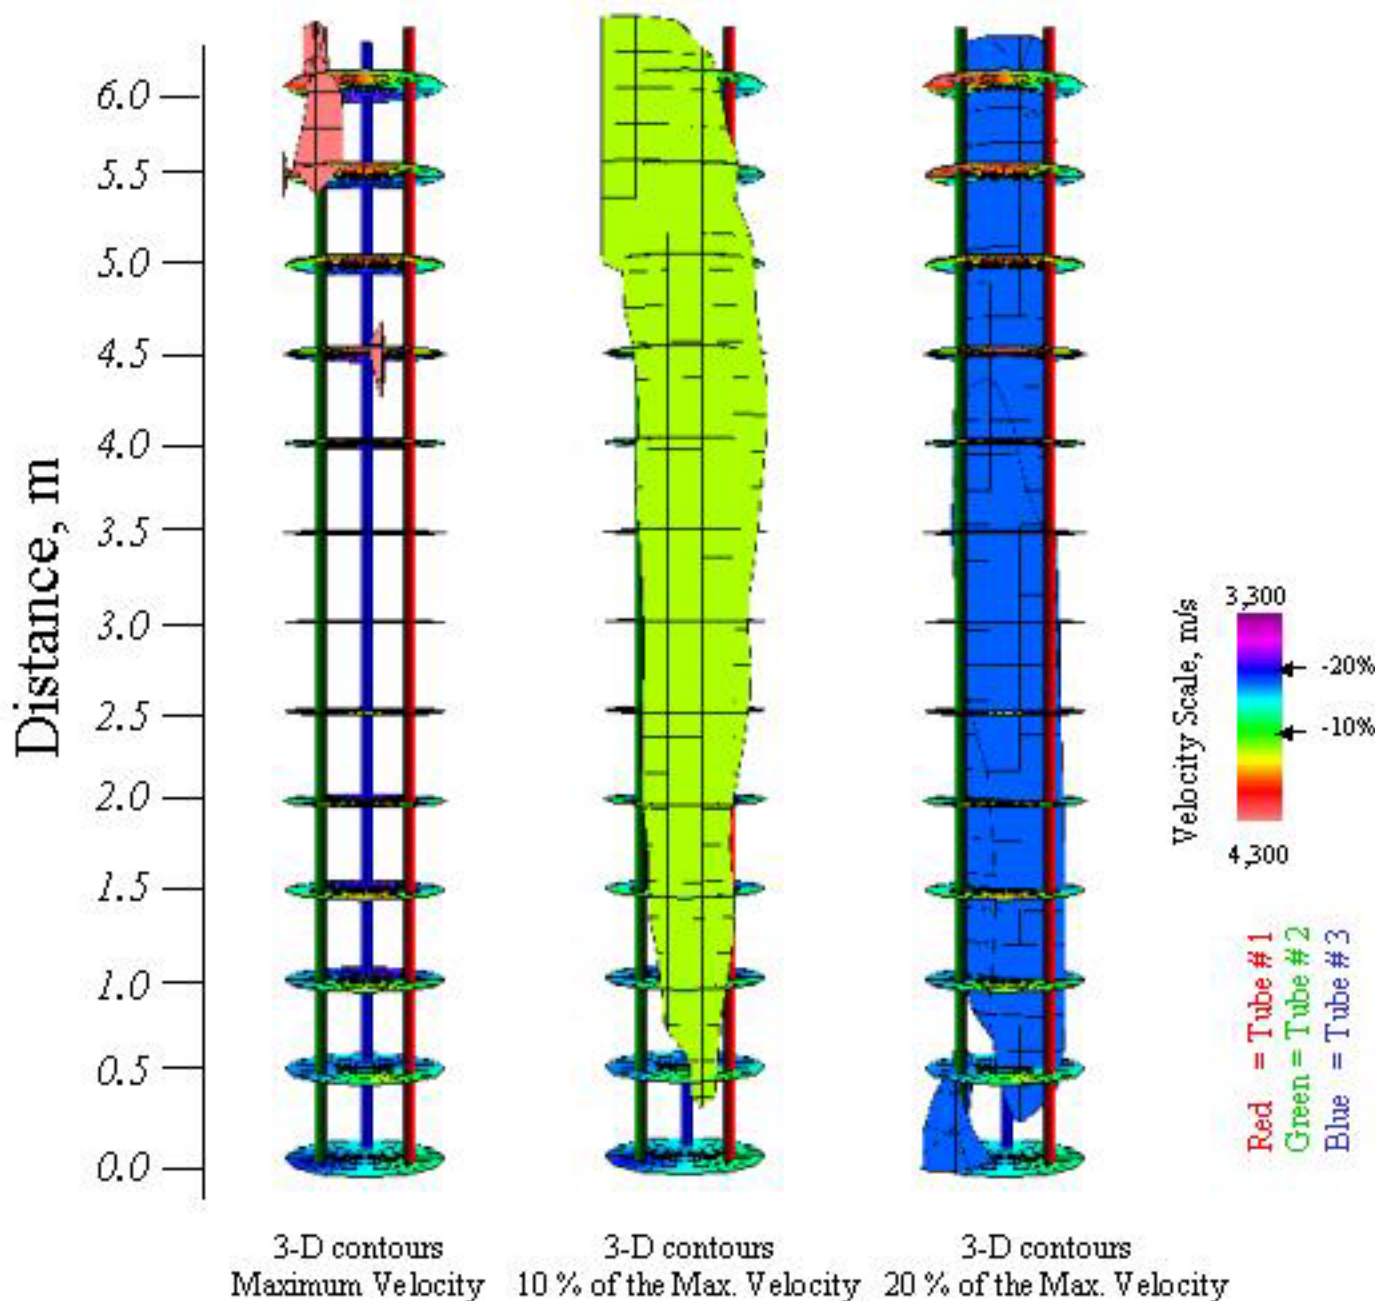 Distance, m
6.0
5.5
5.0
4.5
4.0
3.5
3.0
2.5
2.0
1.5
1.0
0.5
0.0
3-D contours
Maximum Velocity
3-D contours
10 % of the Max. Velocity
3-D contours
20 % of the Max. Velocity
Velocity Scale, m/s
3,300
-20%
-10%
4,300
Red = Tube #1
Green = Tube #2
Blue = Tube #3